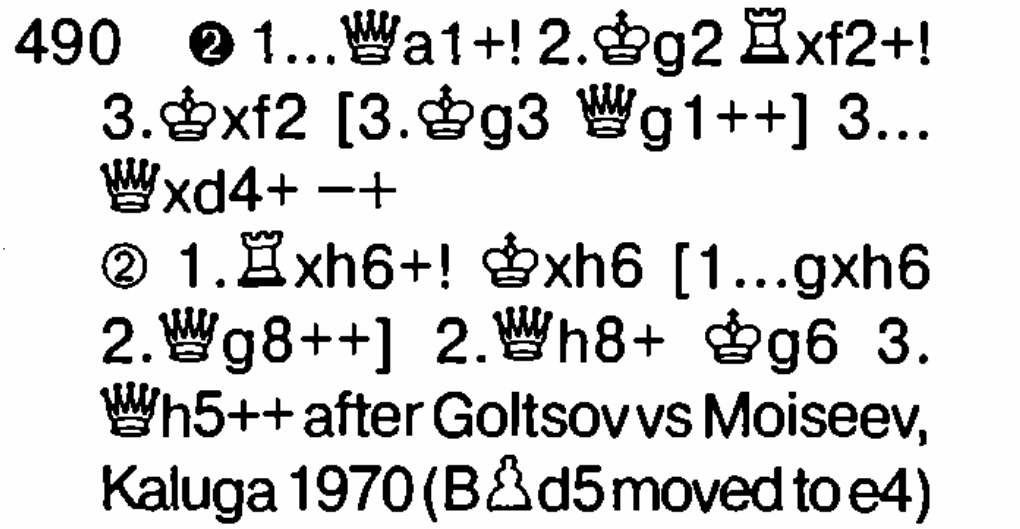 490 ❷ 1...♕a1+! 2.♔g2 ♖xf2+!
3.♔xf2 [3.♔g3 ♕g1++] 3...
♕xd4+ −+
② 1.♖xh6+! ♔xh6 [1...gxh6
2.♕g8++] 2.♕h8+ ♔g6 3.
♕h5++ after Goltsov vs Moiseev,
Kaluga 1970 (B♙d5 moved to e4)